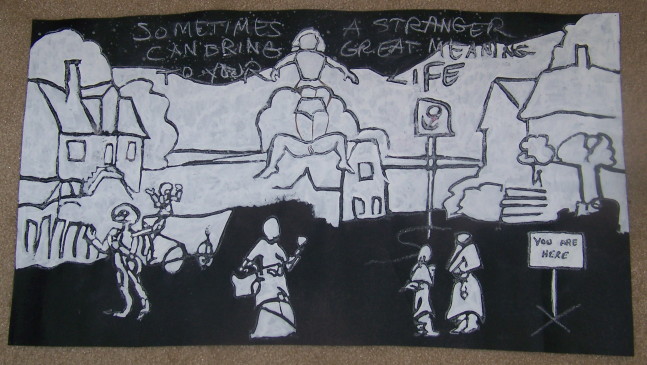 SOMETIMES A STRANGER
CAN BRING GREAT MEANING
TO YOUR LIFE
YOU ARE
HERE